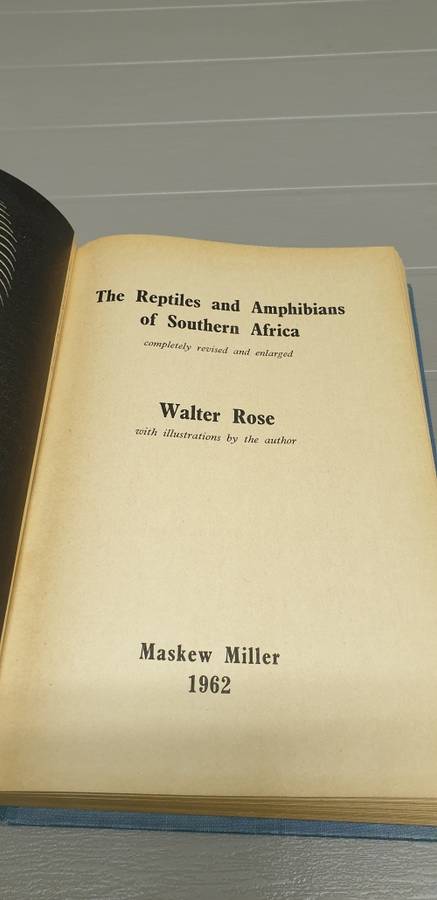 The Reptiles and Amphibians
of Southern Africa
completely revised and enlarged
Walter Rose
with illustrations by the author
Maskew Miller
1962